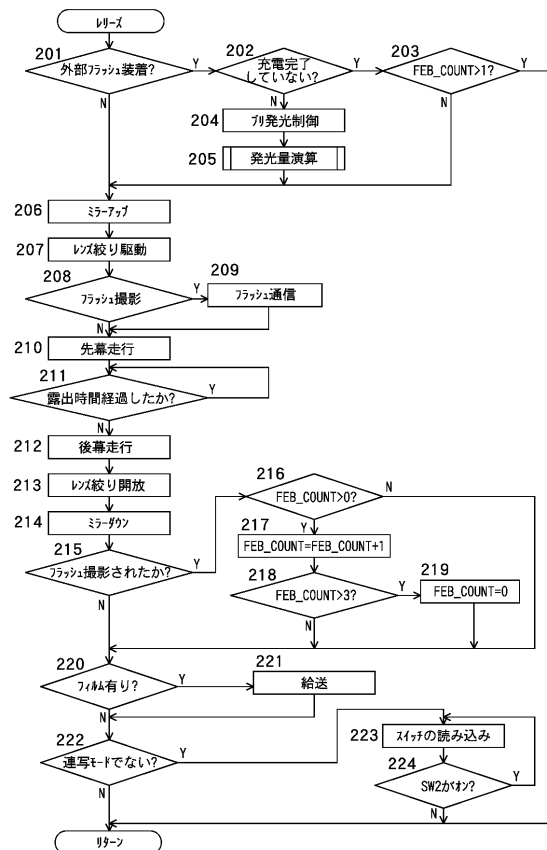 ﾚﾘｰｽﾞ
201
外部ﾌﾗｯｼｭ装着?
Y
N
202
充電完了
していない?
Y
N
203
FEB_COUNT>1?
Y
N
204
ﾌﾟﾘ発光制御
205
発光量演算
206
ﾐﾗｰｱｯﾌﾟ
207
ﾚﾝｽﾞ絞り駆動
208
ﾌﾗｯｼｭ撮影
Y
N
209
ﾌﾗｯｼｭ通信
210
先幕走行
211
露出時間経過したか?
Y
N
212
後幕走行
213
ﾚﾝｽﾞ絞り開放
214
ﾐﾗｰﾀﾞｳﾝ
215
ﾌﾗｯｼｭ撮影されたか?
Y
N
216
FEB_COUNT>0?
N
Y
217
FEB_COUNT=FEB_COUNT+1
218
FEB_COUNT>3?
Y
N
219
FEB_COUNT=0
220
ﾌｨﾙﾑ有り?
Y
N
221
給送
222
連写ﾓｰﾄﾞでない?
Y
N
223
ｽｲｯﾁの読み込み
224
SW2がｵﾝ?
Y
N
ﾘﾀｰﾝ